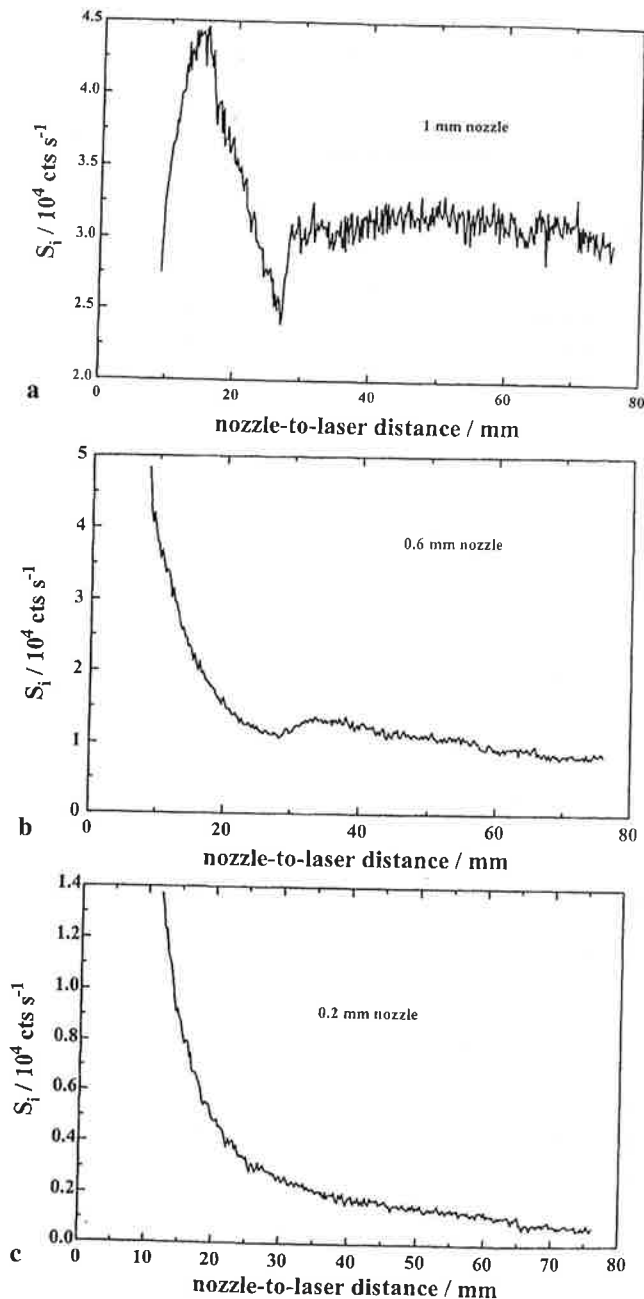 4.5
4.0
3.5
3.0
2.5
2.0
S_i / 10^4 cts s^-1
1 mm nozzle
0 20 40 60 80
a
nozzle-to-laser distance / mm
5
4
3
2
1
0
S_i / 10^4 cts s^-1
0.6 mm nozzle
0 20 40 60 80
b
nozzle-to-laser distance / mm
1.4
1.2
1.0
0.8
0.6
0.4
0.2
0.0
S_i / 10^4 cts s^-1
0.2 mm nozzle
0 10 20 30 40 50 60 70 80
c
nozzle-to-laser distance / mm